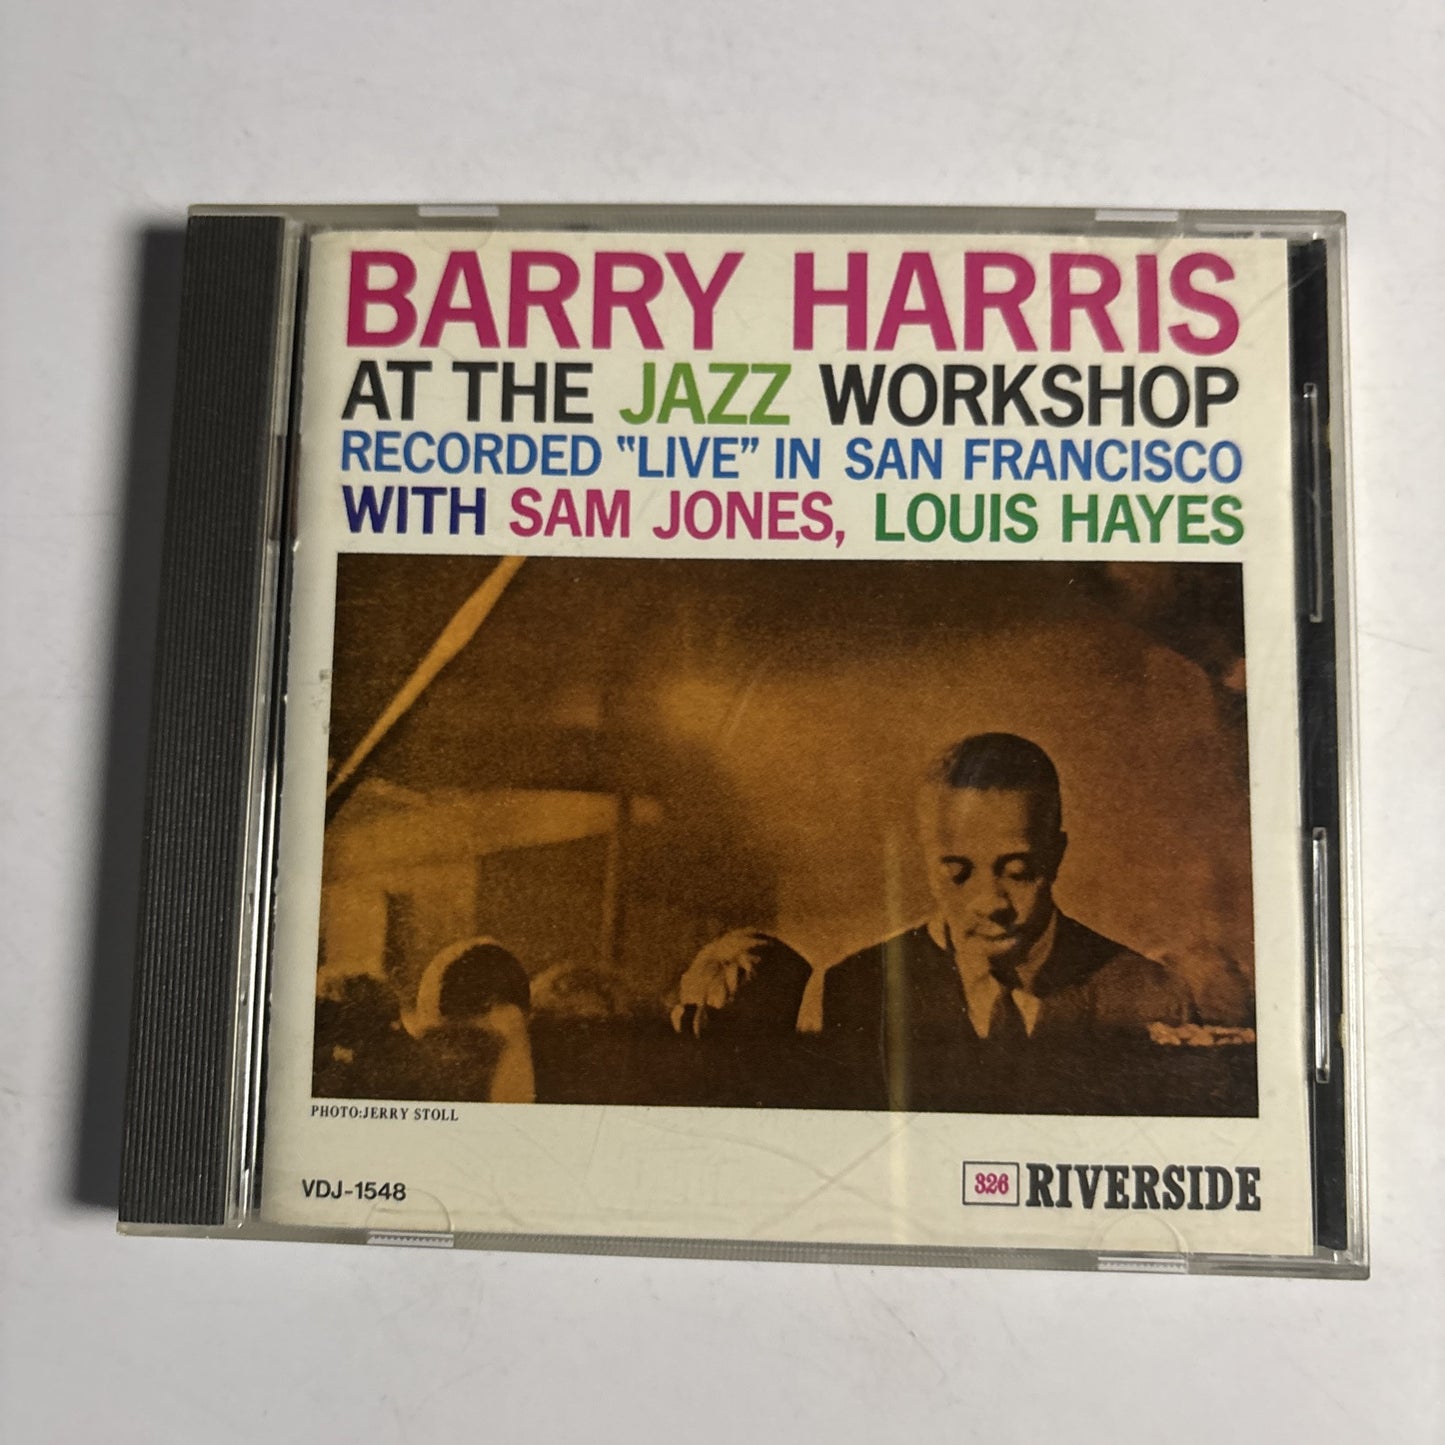 BARRY HARRIS
AT THE JAZZ WORKSHOP
RECORDED "LIVE" IN SAN FRANCISCO
WITH SAM JONES, LOUIS HAYES
PHOTO:JERRY STOLL
VDJ-1548
326 RIVERSIDE